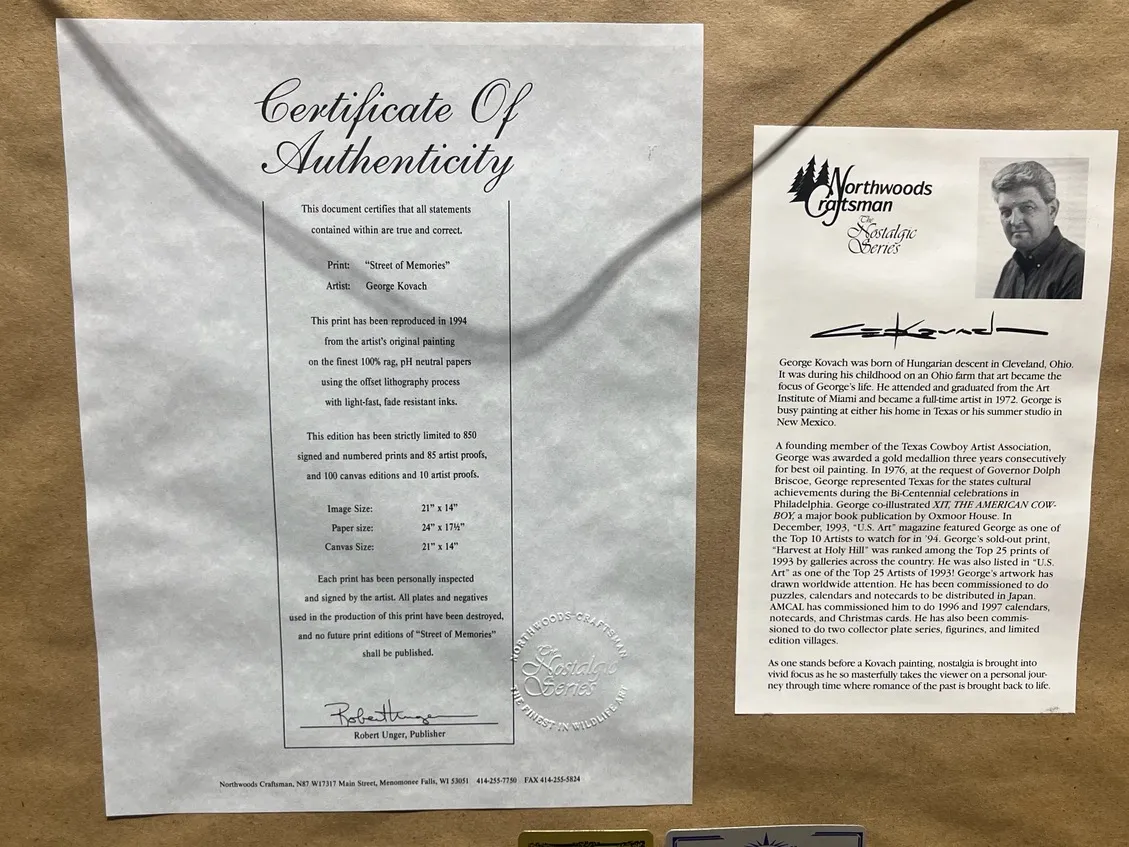 Certificate Of
Authenticity
This document certifies that all statements
contained within are true and correct.
Print: "Street of Memories"
Artist: George Kovach
This print has been reproduced in 1994
from the artist's original painting
on the finest 100% rag, pH neutral papers
using the offset lithography process
with light-fast, fade resistant inks.
This edition has been strictly limited to 850
signed and numbered prints and 85 artist proofs,
and 100 canvas editions and 10 artist proofs.
Image Size: 21" x 14"
Paper size: 24" x 17½"
Canvas Size: 21" x 14"
Each print has been personally inspected
and signed by the artist. All plates and negatives
used in the production of this print have been destroyed,
and no future print editions of "Street of Memories"
shall be published.
Robert Unger
Robert Unger, Publisher
NORTHWOODS CRAFTSMAN
The
Nostalgic
Series
THE FINEST IN WILDLIFE ART
Northwoods Craftsman, N87 W17317 Main Street, Menomonee Falls, WI 53051 414-255-7750 FAX 414-255-5824
Northwoods
Craftsman
The
Nostalgic
Series
G Kovach
George Kovach was born of Hungarian descent in Cleveland, Ohio.
It was during his childhood on an Ohio farm that art became the
focus of George's life. He attended and graduated from the Art
Institute of Miami and became a full-time artist in 1972. George is
busy painting at either his home in Texas or his summer studio in
New Mexico.
A founding member of the Texas Cowboy Artist Association,
George was awarded a gold medallion three years consecutively
for best oil painting. In 1976, at the request of Governor Dolph
Briscoe, George represented Texas for the states cultural
achievements during the Bi-Centennial celebrations in
Philadelphia. George co-illustrated XIT, THE AMERICAN COW-
BOY, a major book publication by Oxmoor House. In
December, 1993, "U.S. Art" magazine featured George as one of
the Top 10 Artists to watch for in '94. George's sold-out print,
"Harvest at Holy Hill" was ranked among the Top 25 prints of
1993 by galleries across the country. He was also listed in "U.S.
Art" as one of the Top 25 Artists of 1993! George's artwork has
drawn worldwide attention. He has been commissioned to do
puzzles, calendars and notecards to be distributed in Japan.
AMCAL has commissioned him to do 1996 and 1997 calendars,
notecards, and Christmas cards. He has also been commis-
sioned to do two collector plate series, figurines, and limited
edition villages.
As one stands before a Kovach painting, nostalgia is brought into
vivid focus as he so masterfully takes the viewer on a personal jour-
ney through time where romance of the past is brought back to life.